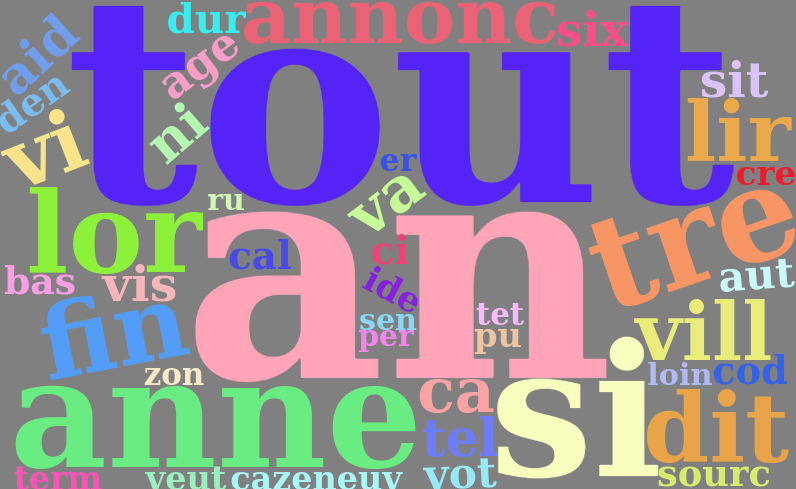 dur annonc six
aid age tout sit
den ni lir
vi er cre
va
lor ru tre
cal ci aut
bas vis ide
fin sen tet
per pu vill
zon loin cod
anne ca si dit
tel
term veut cazeneuv vot sourc
an